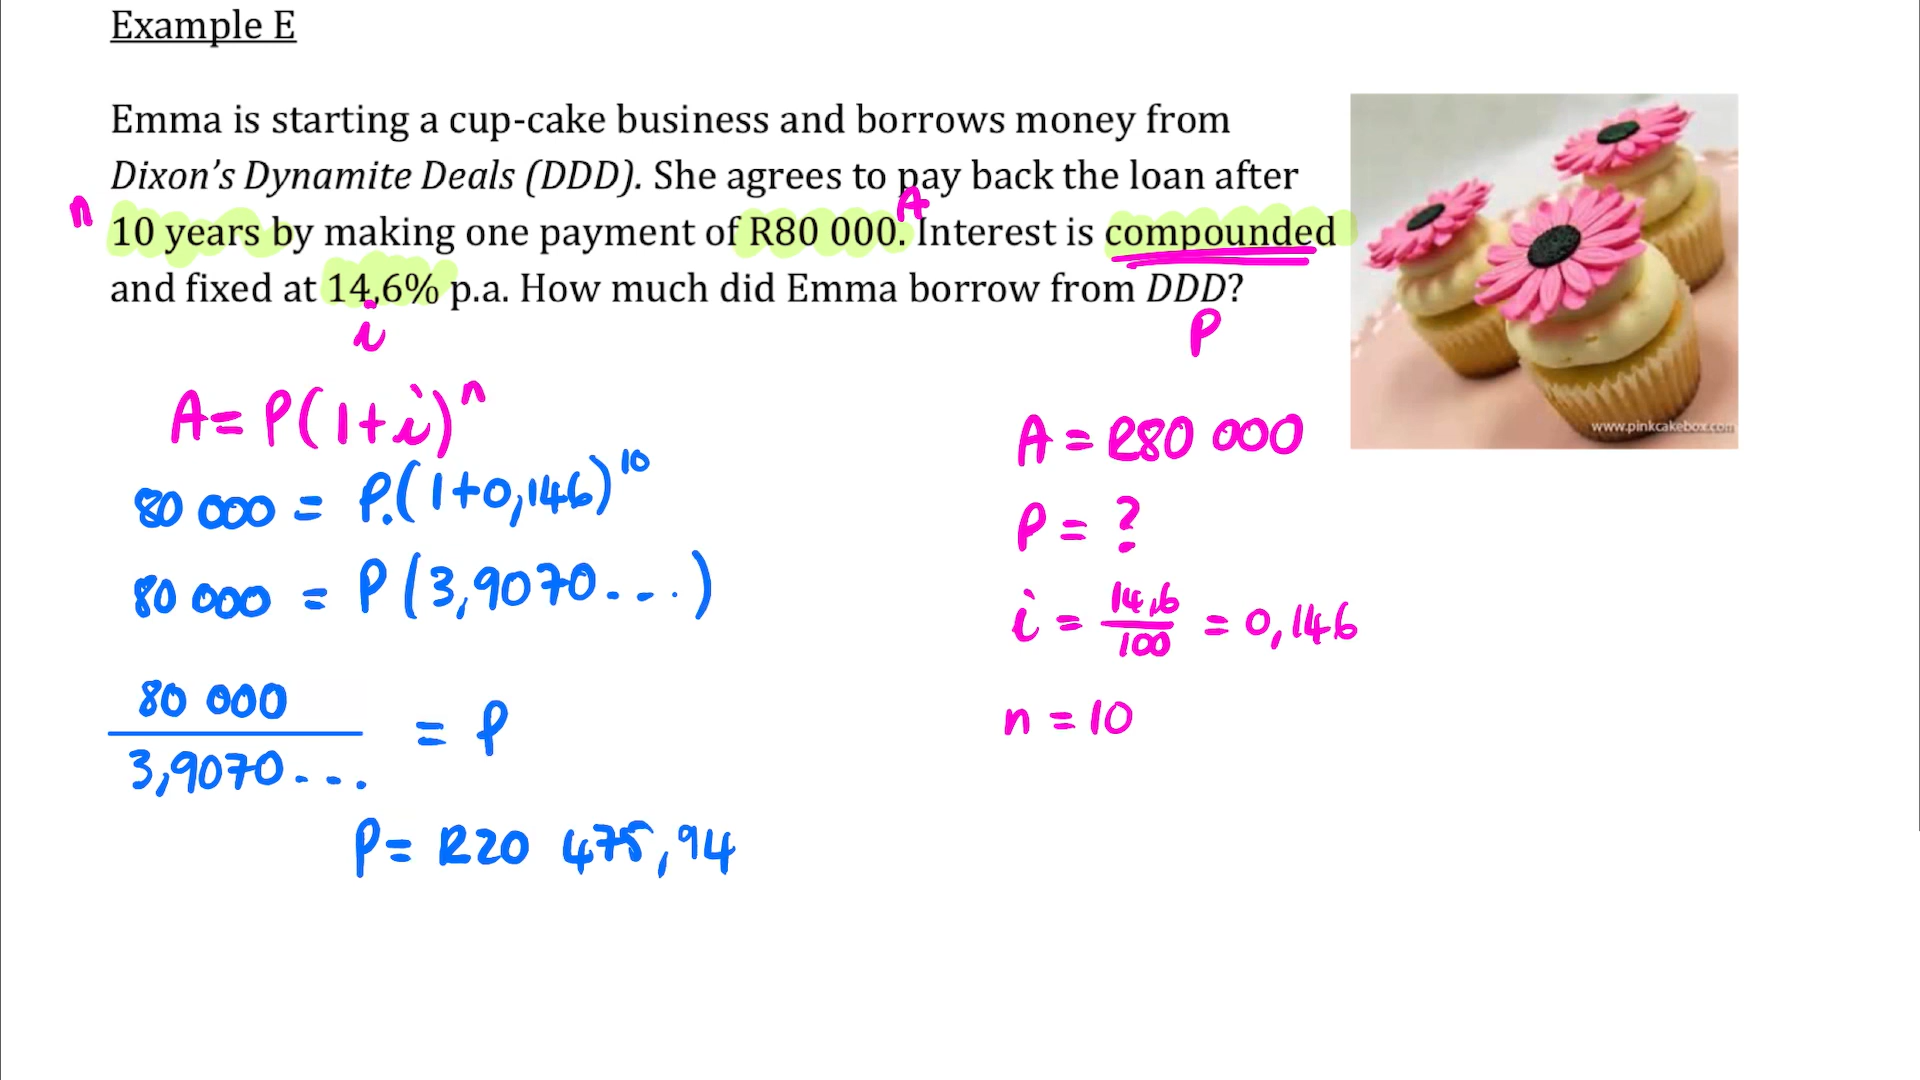 Example E
Emma is starting a cup-cake business and borrows money from
Dixon's Dynamite Deals (DDD). She agrees to pay back the loan after
n
A
10 years by making one payment of R80 000. Interest is compounded
and fixed at 14,6% p.a. How much did Emma borrow from DDD?
i
P
www.pinkcakebox.com
A = P(1+i)^n
80 000 = P.(1+0,146)^10
80 000 = P(3,9070...)
80 000
3,9070...
= P
P = R20 475,94
A = R80 000
P = ?
i = 14,6/100 = 0,146
n = 10